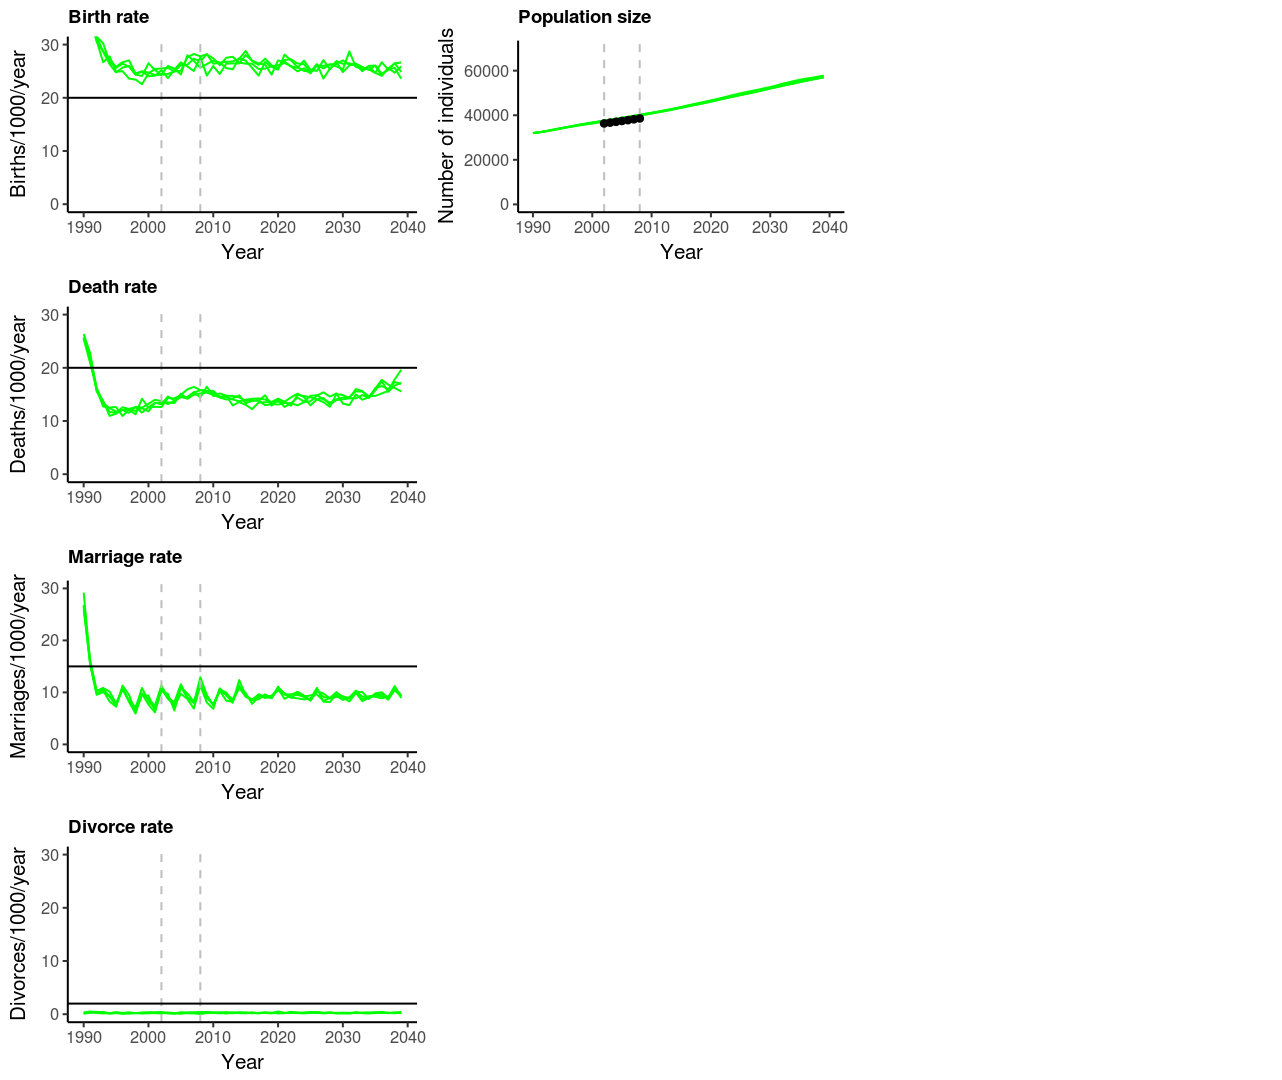 Birth rate
Births/1000/year
30
20
10
0
1990 2000 2010 2020 2030 2040
Year
Population size
Number of individuals
60000
40000
20000
0
1990 2000 2010 2020 2030 2040
Year
Death rate
Deaths/1000/year
30
20
10
0
1990 2000 2010 2020 2030 2040
Year
Marriage rate
Marriages/1000/year
30
20
10
0
1990 2000 2010 2020 2030 2040
Year
Divorce rate
Divorces/1000/year
30
20
10
0
1990 2000 2010 2020 2030 2040
Year